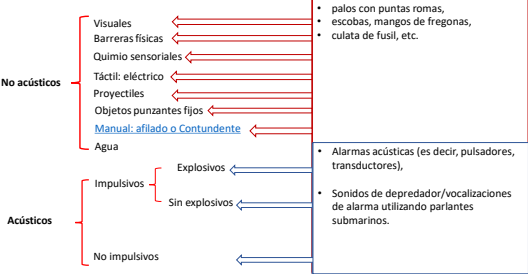 Visuales
Barreras físicas
Quimio sensoriales
Táctil: eléctrico
No acústicos
Proyectiles
Objetos punzantes fijos
Manual: afilado o Contundente
Agua
• palos con puntas romas,
• escobas, mangos de fregonas,
• culata de fusil, etc.
Explosivos
Impulsivos
Sin explosivos
Acústicos
No impulsivos
• Alarmas acústicas (es decir, pulsadores,
transductores),
• Sonidos de depredador/vocalizaciones
de alarma utilizando parlantes
submarinos.